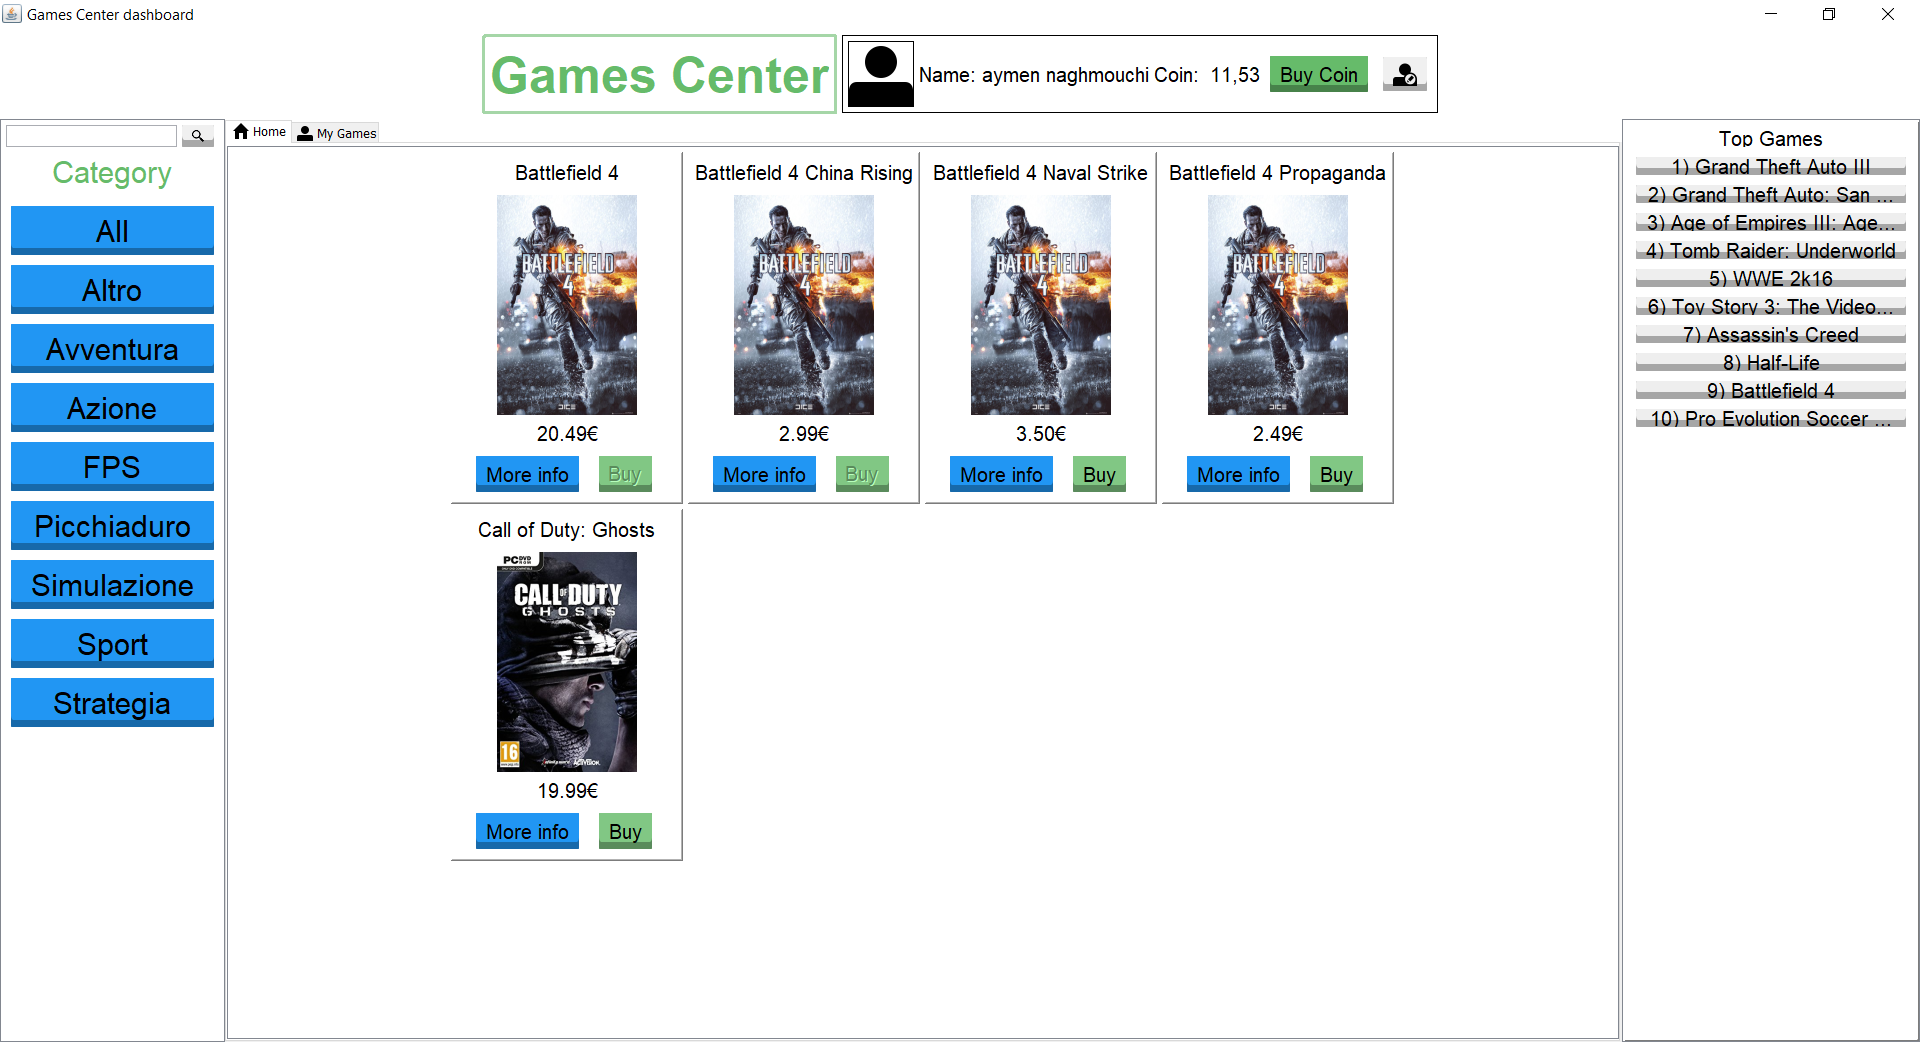 Games Center dashboard
Games Center
Name: aymen naghmouchi Coin: 11,53
Buy Coin
Home
My Games
Category
All
Altro
Avventura
Azione
FPS
Picchiaduro
Simulazione
Sport
Strategia
Battlefield 4
BATTLEFIELD
4
DICE
20.49€
More info
Buy
Battlefield 4 China Rising
BATTLEFIELD
4
DICE
2.99€
More info
Buy
Battlefield 4 Naval Strike
BATTLEFIELD
4
DICE
3.50€
More info
Buy
Battlefield 4 Propaganda
BATTLEFIELD
4
DICE
2.49€
More info
Buy
Call of Duty: Ghosts
PC DVD ROM
CALL OF DUTY
GHOSTS
16
ACTIVISION
19.99€
More info
Buy
Top Games
1) Grand Theft Auto III
2) Grand Theft Auto: San ...
3) Age of Empires III: Age...
4) Tomb Raider: Underworld
5) WWE 2k16
6) Toy Story 3: The Video...
7) Assassin's Creed
8) Half-Life
9) Battlefield 4
10) Pro Evolution Soccer ...